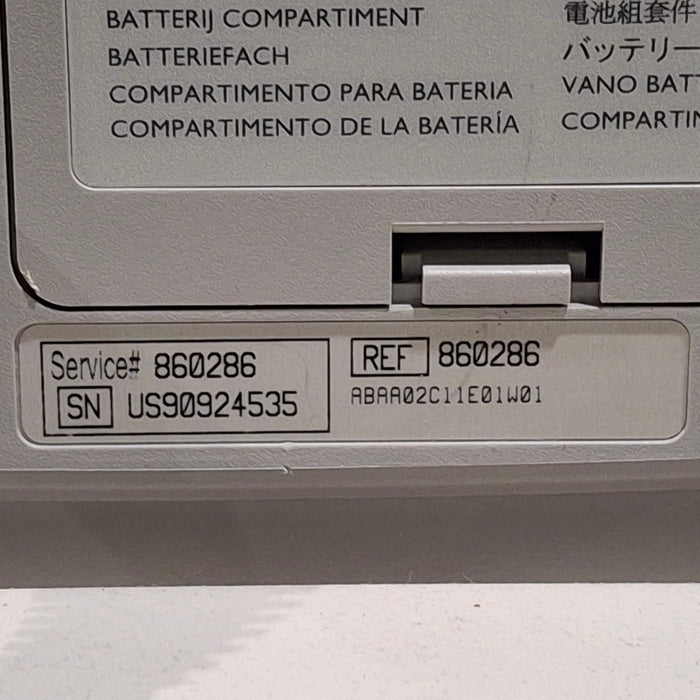 BATTERIJ COMPARTIMENT
BATTERIEFACH
COMPARTIMENTO PARA BATERIA
COMPARTIMENTO DE LA BATERÍA
電池組套件
バッテリー
VANO BATT
COMPARTIM
Service# 860286
SN US90924535
REF 860286
ABAA02C11E01W01